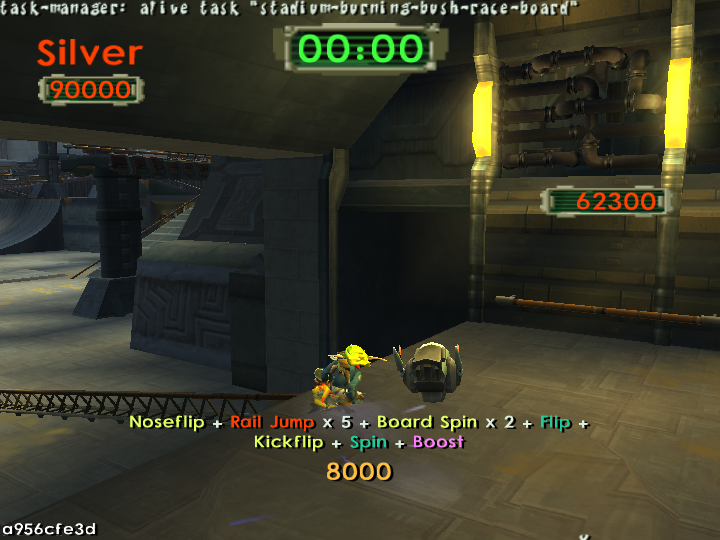 task-manager: alive task "stadium-burning-bush-race-board"
Silver
00:00
90000
62300
Noseflip + Rail Jump x 5 + Board Spin x 2 + Flip +
Kickflip + Spin + Boost
8000
a956cfe3d